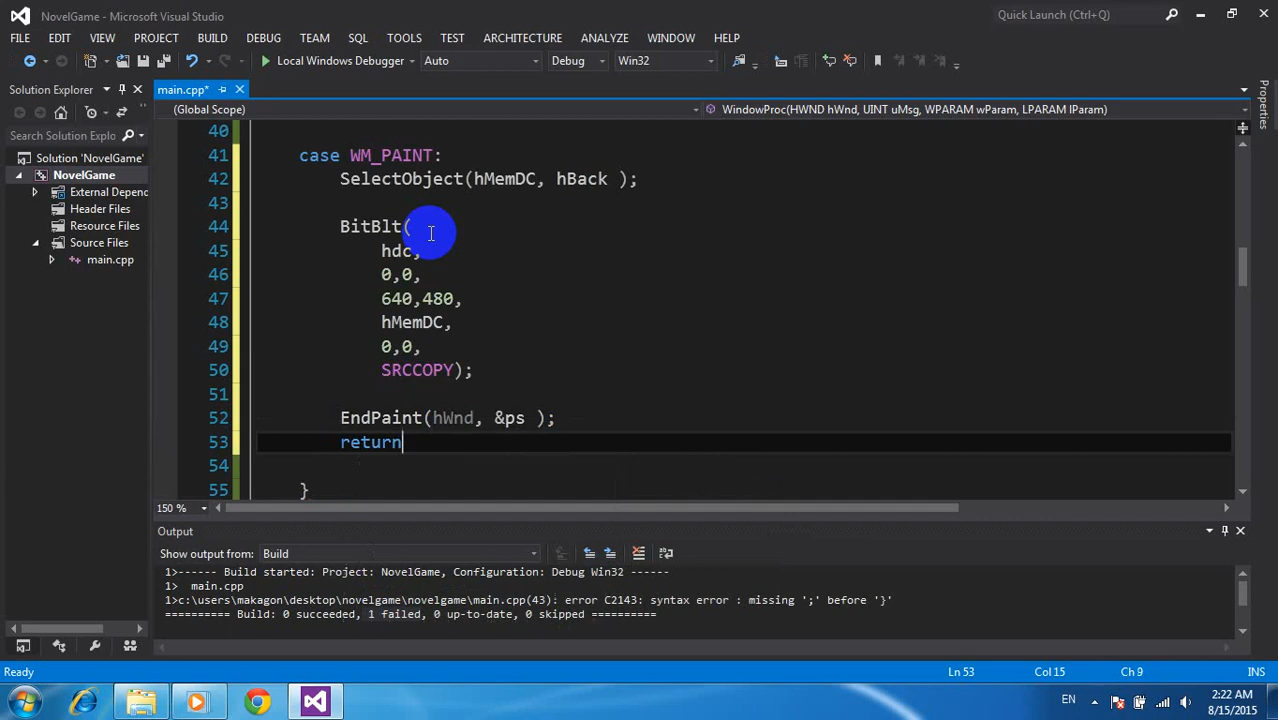 NovelGame - Microsoft Visual Studio
Quick Launch (Ctrl+Q)
FILE EDIT VIEW PROJECT BUILD DEBUG TEAM SQL TOOLS TEST ARCHITECTURE ANALYZE WINDOW HELP
Local Windows Debugger Auto Debug Win32
Solution Explorer
main.cpp*
(Global Scope)
WindowProc(HWND hWnd, UINT uMsg, WPARAM wParam, LPARAM lParam)
Search Solution Explo
Solution 'NovelGame'
NovelGame
External Depend
Header Files
Resource Files
Source Files
main.cpp
Properties
40
41 case WM_PAINT:
42 SelectObject(hMemDC, hBack );
43
44 BitBlt(
45 hdc,
46 0,0,
47 640,480,
48 hMemDC,
49 0,0,
50 SRCCOPY);
51
52 EndPaint(hWnd, &ps );
53 return
54
55 }
150 %
Output
Show output from: Build
1>------ Build started: Project: NovelGame, Configuration: Debug Win32 ------
1> main.cpp
1>c:\users\makagon\desktop\novelgame\novelgame\main.cpp(43): error C2143: syntax error : missing ';' before '}'
========== Build: 0 succeeded, 1 failed, 0 up-to-date, 0 skipped ==========
Ready
Ln 53 Col 15 Ch 9 INS
EN
2:22 AM
8/15/2015